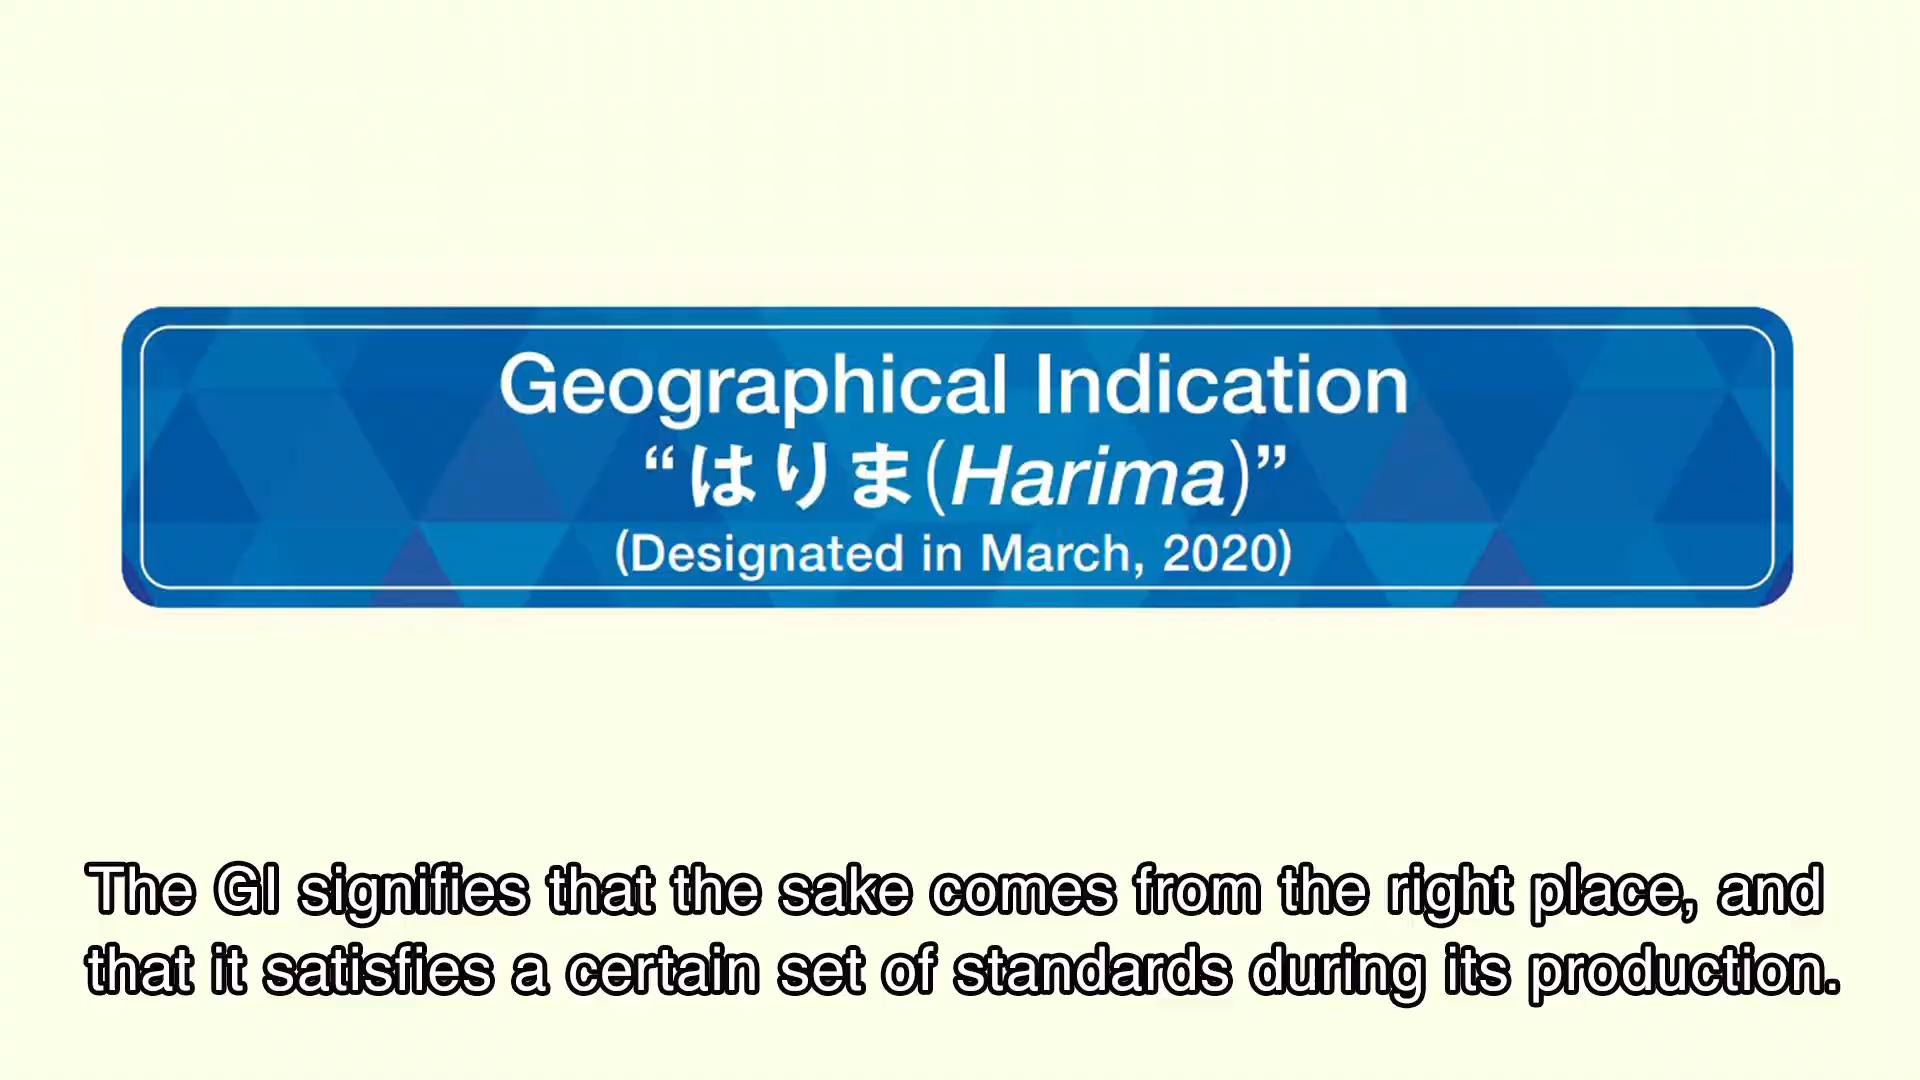 Geographical Indication
“はりま(Harima)”
(Designated in March, 2020)
The GI signifies that the sake comes from the right place, and
that it satisfies a certain set of standards during its production.